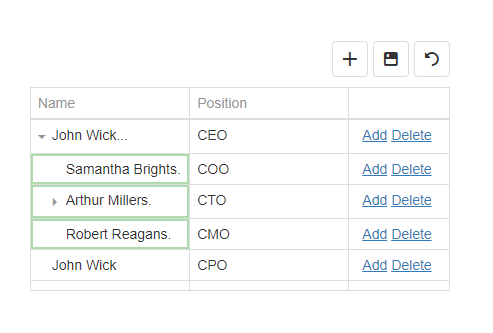 Name Position
John Wick... CEO Add Delete
Samantha Brights. COO Add Delete
Arthur Millers. CTO Add Delete
Robert Reagans. CMO Add Delete
John Wick CPO Add Delete